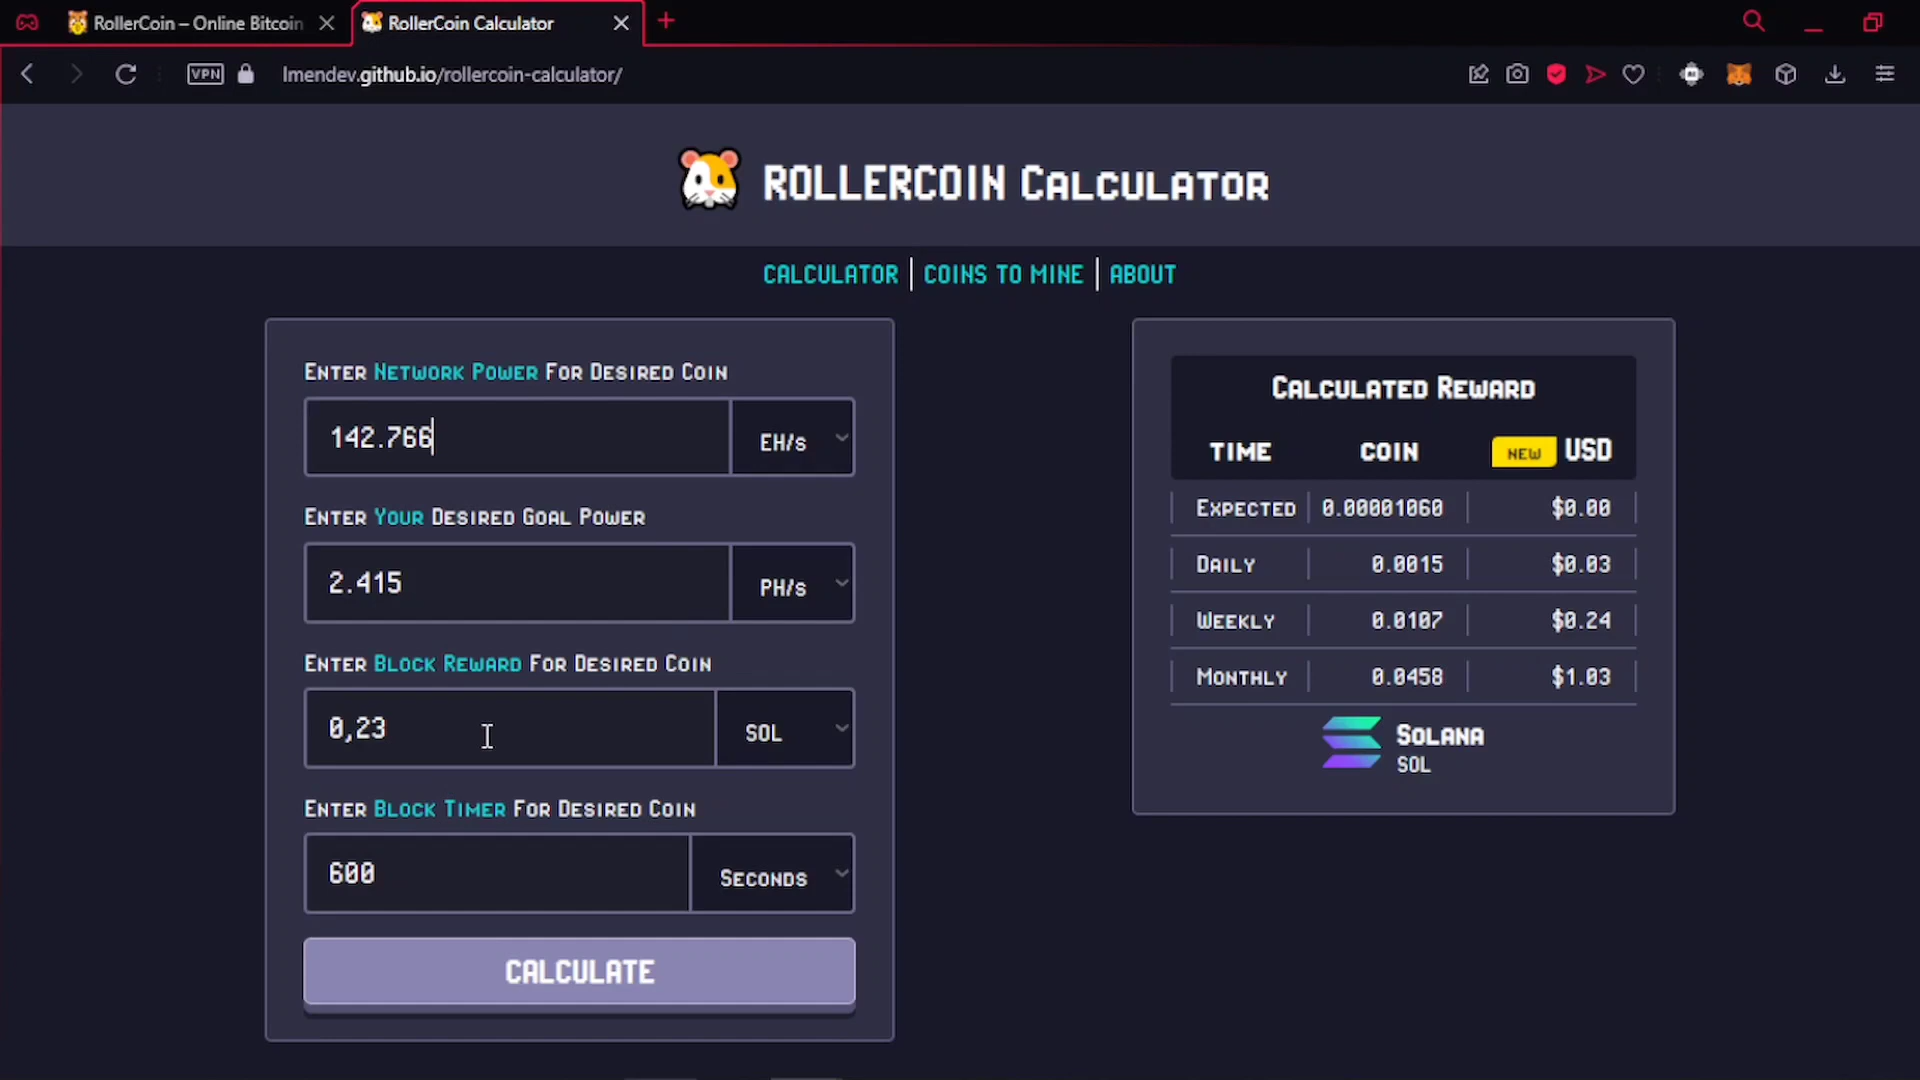 RollerCoin – Online Bitcoin
RollerCoin Calculator
VPN
lmendev.github.io/rollercoin-calculator/
ROLLERCOIN CALCULATOR
CALCULATOR | COINS TO MINE | ABOUT
ENTER NETWORK POWER FOR DESIRED COIN
142.766
EH/s
ENTER YOUR DESIRED GOAL POWER
2.415
PH/s
ENTER BLOCK REWARD FOR DESIRED COIN
0,23
SOL
ENTER BLOCK TIMER FOR DESIRED COIN
600
SECONDS
CALCULATE
CALCULATED REWARD
TIME COIN NEW USD
EXPECTED 0.00001060 $0.00
DAILY 0.0015 $0.03
WEEKLY 0.0107 $0.24
MONTHLY 0.0458 $1.03
SOLANA
SOL